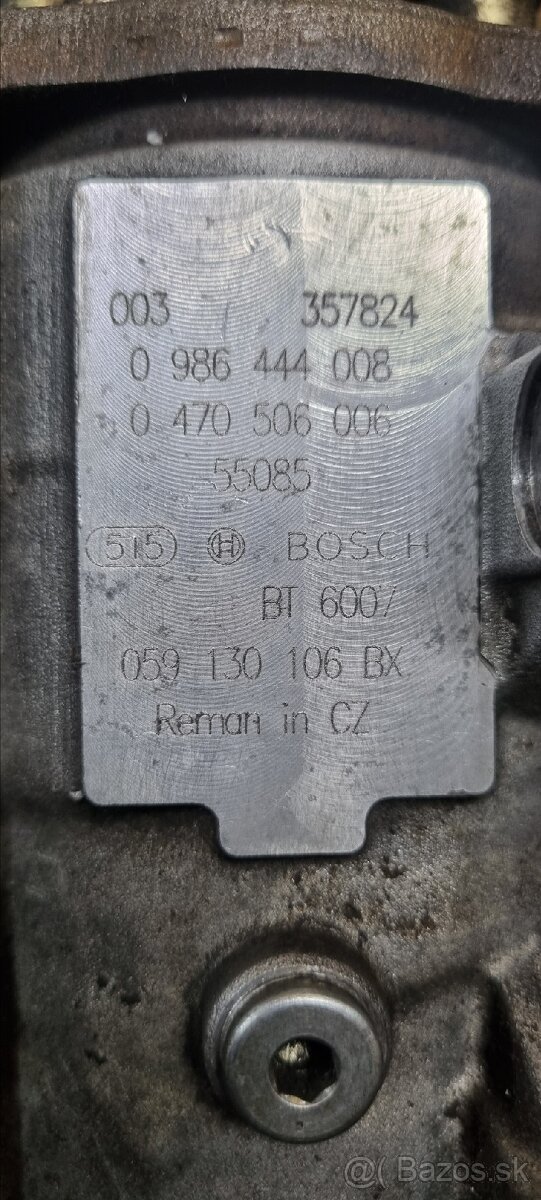 003 357824
0 986 444 008
0 470 506 006
55085
515 H BOSCH
BT 6007
059 130 106 BX
Reman in CZ
@ Bazos.sk